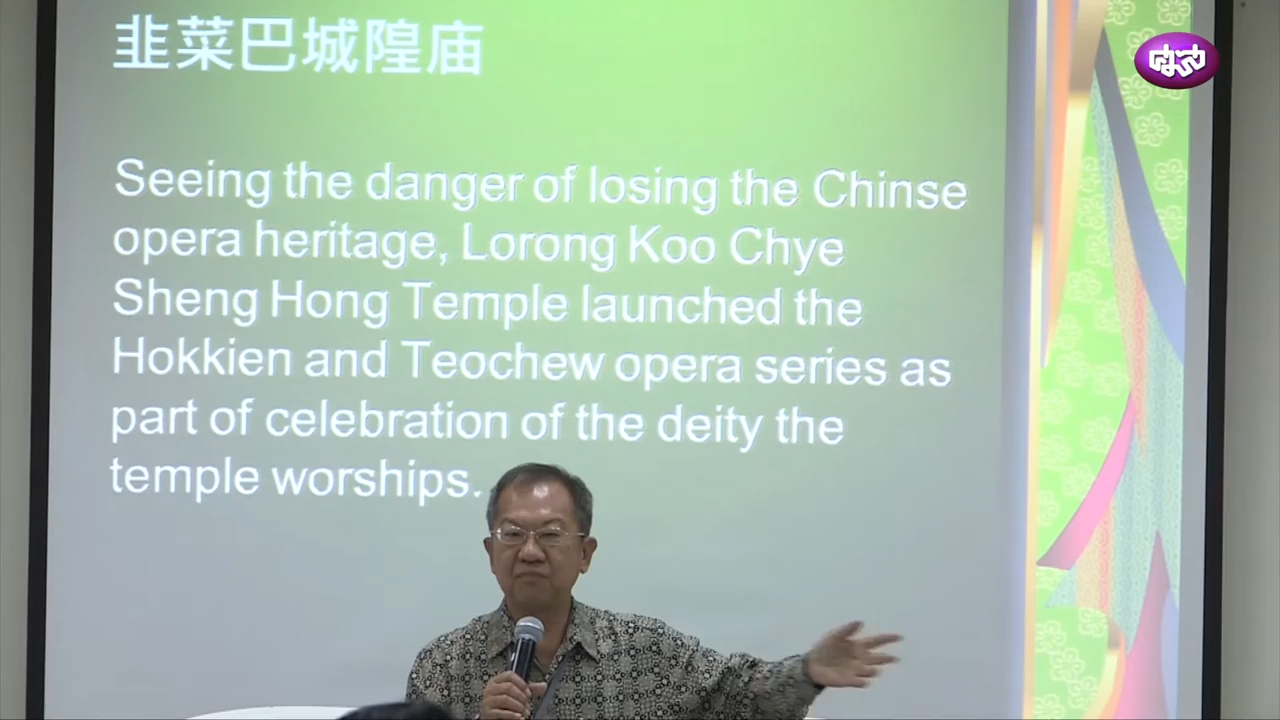 韭菜巴城隍庙
Seeing the danger of losing the Chinse
opera heritage, Lorong Koo Chye
Sheng Hong Temple launched the
Hokkien and Teochew opera series as
part of celebration of the deity the
temple worships.